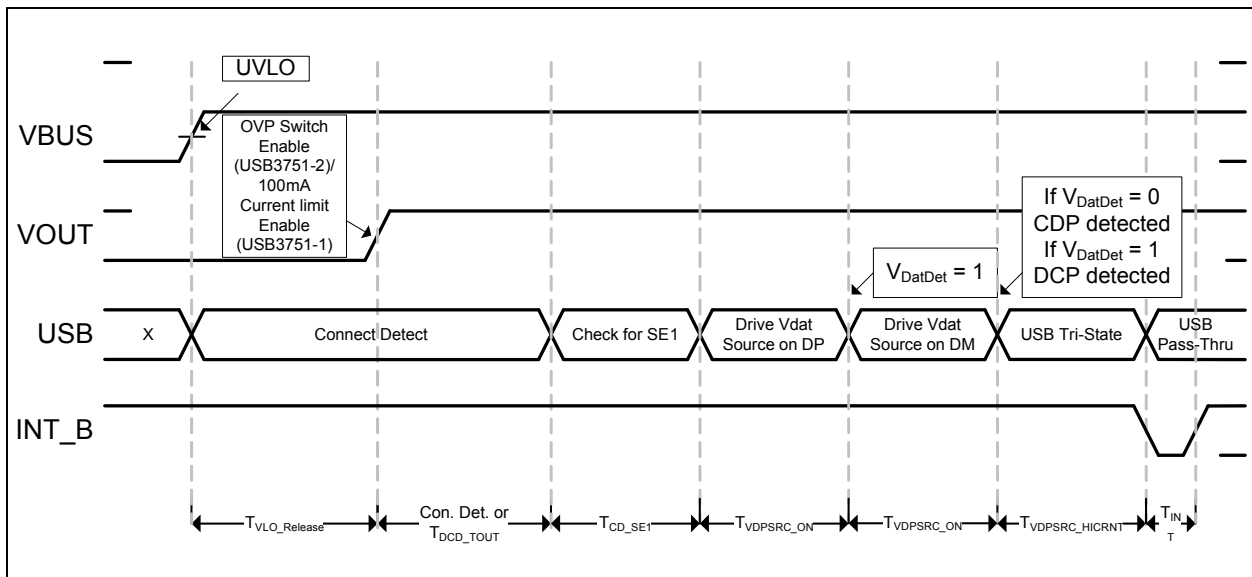 UVLO
VBUS
OVP Switch
Enable
(USB3751-2)/
100mA
Current limit
Enable
(USB3751-1)
VOUT
If VDatDet = 0
CDP detected
If VDatDet = 1
DCP detected
VDatDet = 1
USB
X
Connect Detect
Check for SE1
Drive Vdat
Source on DP
Drive Vdat
Source on DM
USB Tri-State
USB
Pass-Thru
INT_B
TVLO_Release
Con. Det. or
TDCD_TOUT
TCD_SE1
TVDPSRC_ON
TVDPSRC_ON
TVDPSRC_HICRNT
TIN
T